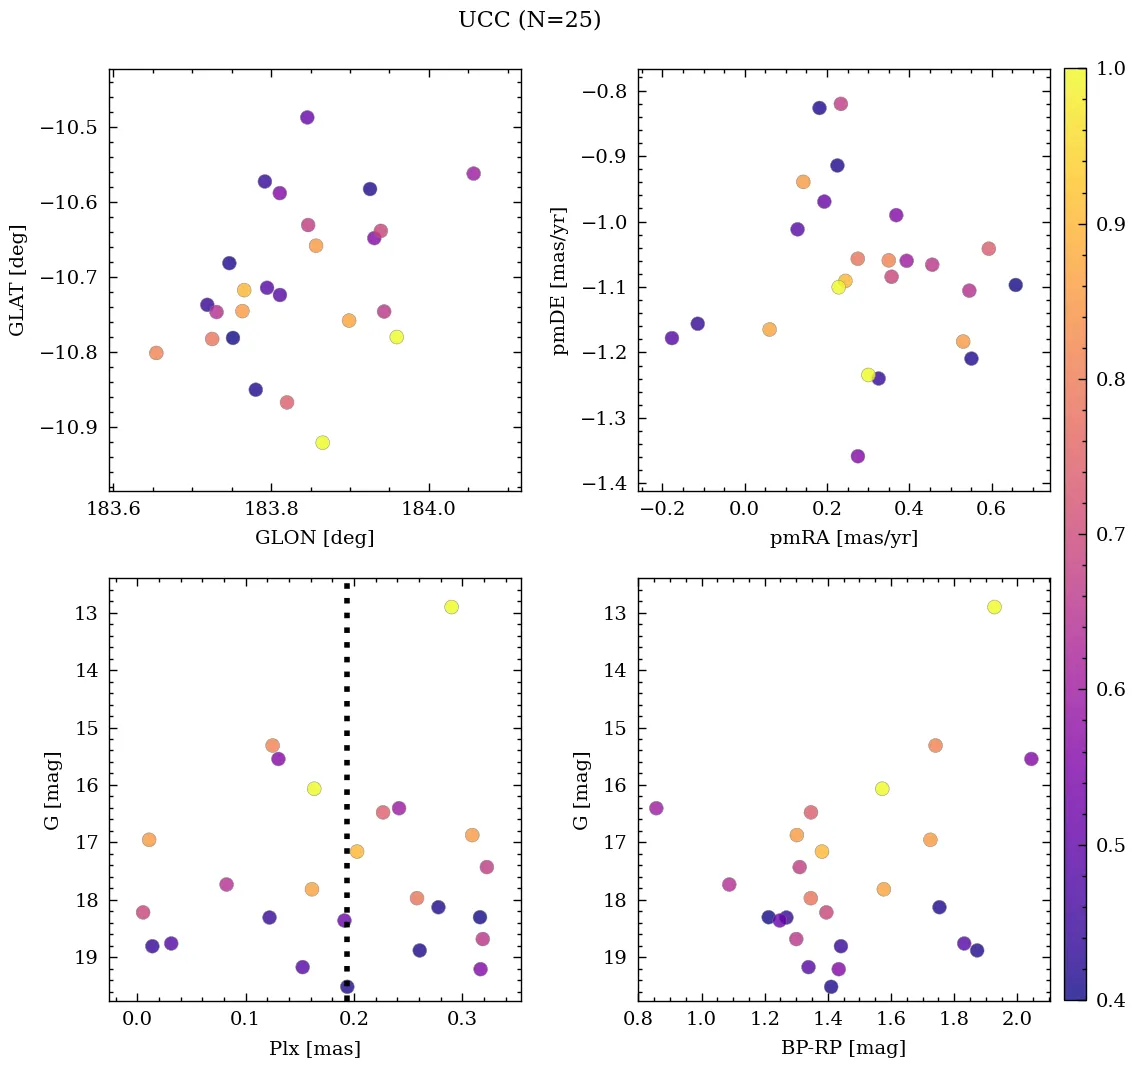 UCC (N=25)
−10.5
−10.6
−10.7
−10.8
−10.9
GLAT [deg]
183.6 183.8 184.0
GLON [deg]
−0.8
−0.9
−1.0
−1.1
−1.2
−1.3
−1.4
pmDE [mas/yr]
−0.2 0.0 0.2 0.4 0.6
pmRA [mas/yr]
13
14
15
16
17
18
19
G [mag]
0.0 0.1 0.2 0.3
Plx [mas]
13
14
15
16
17
18
19
G [mag]
0.8 1.0 1.2 1.4 1.6 1.8 2.0
BP-RP [mag]
1.0
0.9
0.8
0.7
0.6
0.5
0.4